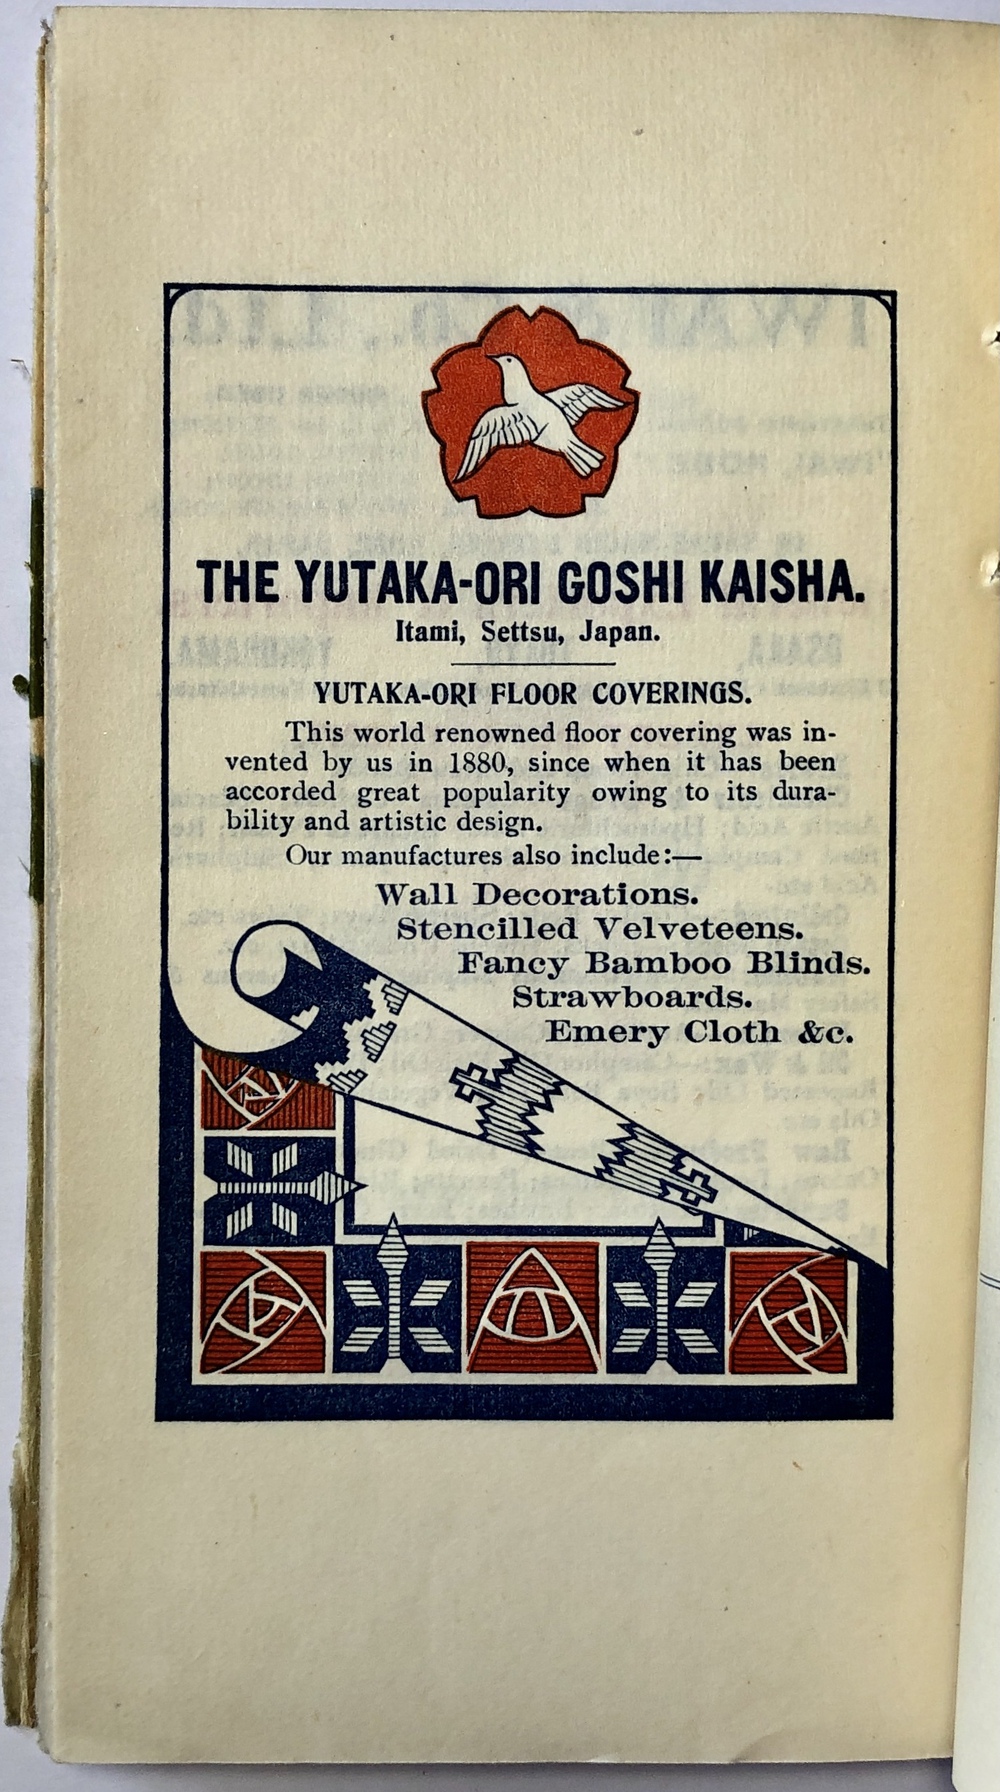 THE YUTAKA-ORI GOSHI KAISHA.
Itami, Settsu, Japan.
YUTAKA-ORI FLOOR COVERINGS.
This world renowned floor covering was in-
vented by us in 1880, since when it has been
accorded great popularity owing to its dura-
bility and artistic design.
Our manufactures also include:—
Wall Decorations.
Stencilled Velveteens.
Fancy Bamboo Blinds.
Strawboards.
Emery Cloth &c.